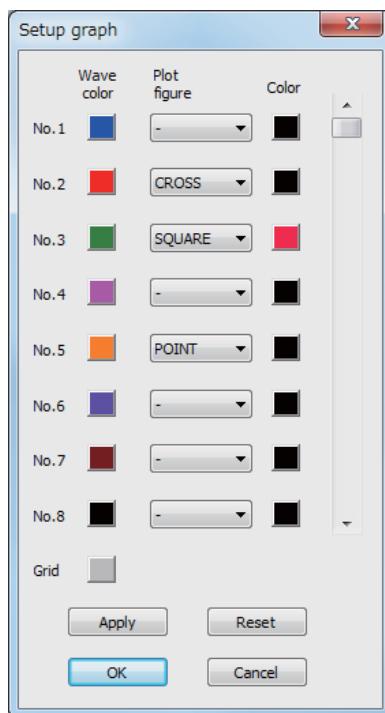 Setup graph
Wave color
Plot figure
Color
No.1 -
No.2 CROSS
No.3 SQUARE
No.4 -
No.5 POINT
No.6 -
No.7 -
No.8 -
Grid
Apply Reset
OK Cancel